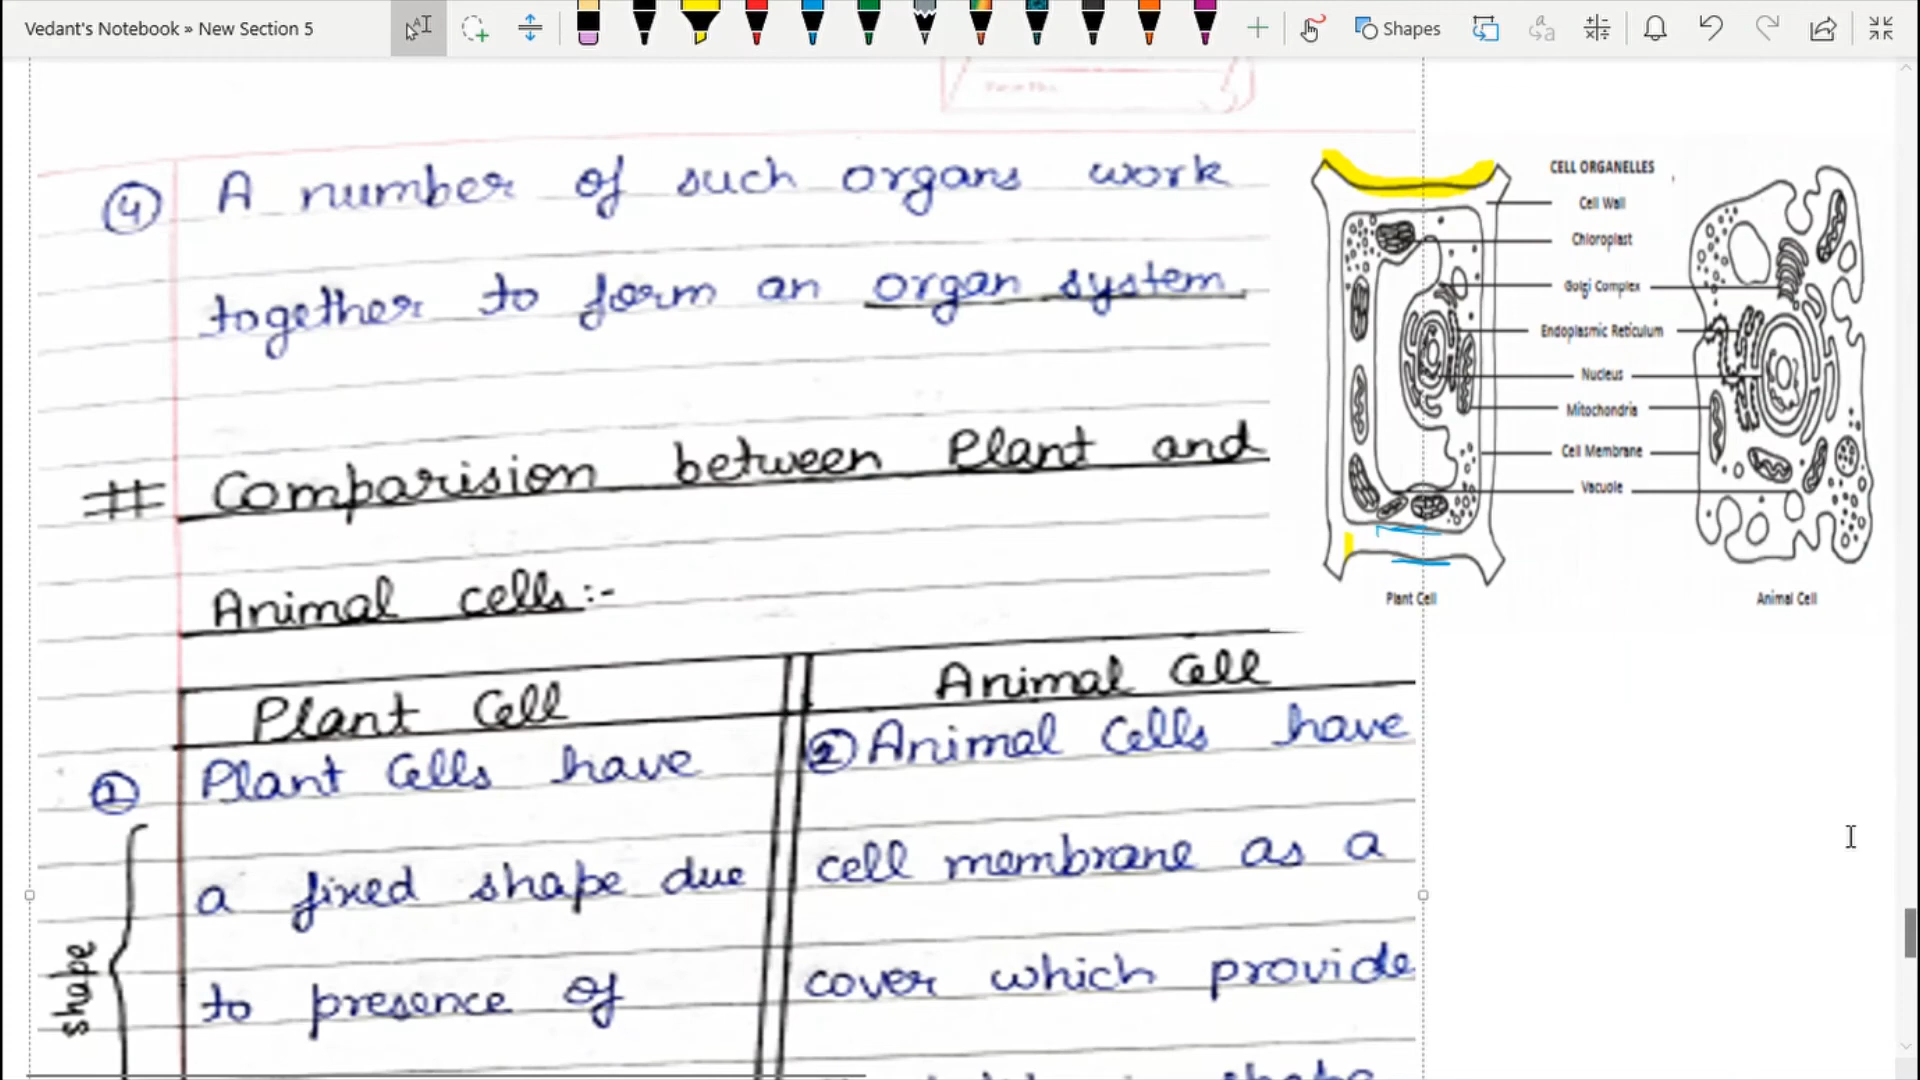 Vedant's Notebook » New Section 5
Shapes
④ A number of such organs work
together to form an organ system
# Comparision between Plant and
Animal cells:-
Plant Cell
Animal Cell
Plant Cells have
a fixed shape due
to presence of
shape
② Animal Cells have
cell membrane as a
cover which provide
shape
CELL ORGANELLES
Cell Wall
Chloroplast
Golgi Complex
Endoplasmic Reticulum
Nucleus
Mitochondria
Cell Membrane
Vacuole
Plant Cell
Animal Cell